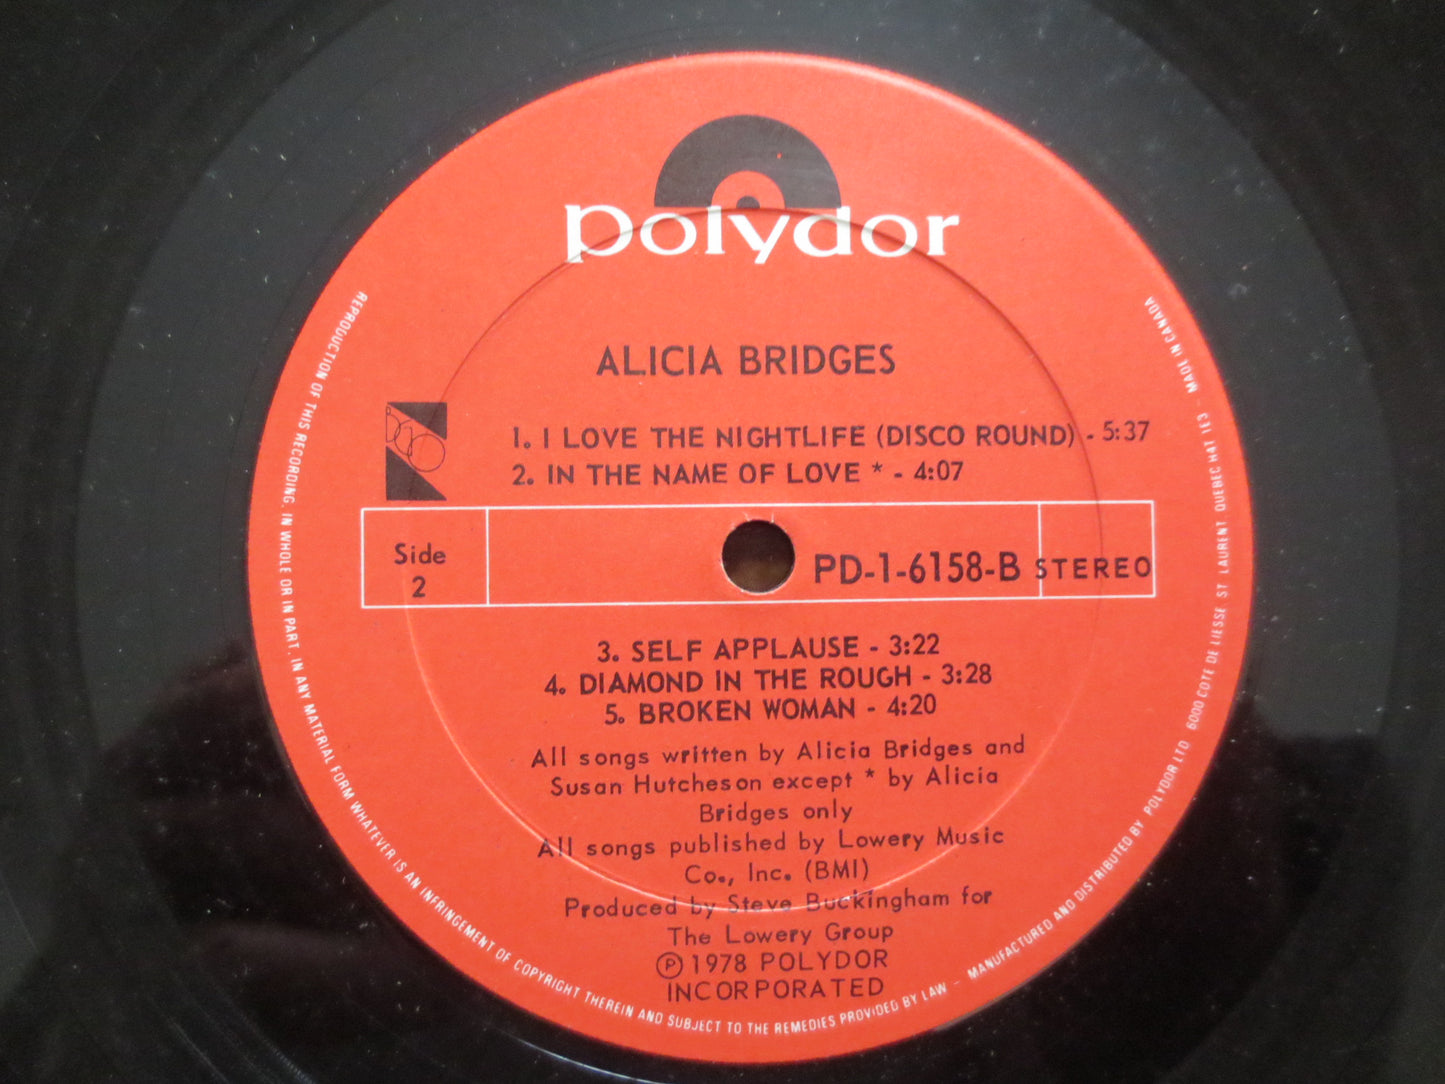 polydor
ALICIA BRIDGES
1. I LOVE THE NIGHTLIFE (DISCO ROUND) - 5:37
2. IN THE NAME OF LOVE * - 4:07
Side
2
PD-1-6158-B STEREO
3. SELF APPLAUSE - 3:22
4. DIAMOND IN THE ROUGH - 3:28
5. BROKEN WOMAN - 4:20
All songs written by Alicia Bridges and
Susan Hutcheson except * by Alicia
Bridges only
All songs published by Lowery Music
Co., Inc. (BMI)
Produced by Steve Buckingham for
The Lowery Group
℗ 1978 POLYDOR
INCORPORATED
REPRODUCTION OF THIS RECORDING, IN WHOLE OR IN PART, IN ANY MATERIAL FORM WHATEVER IS AN INFRINGEMENT OF COPYRIGHT THEREIN AND SUBJECT TO THE REMEDIES PROVIDED BY LAW - MANUFACTURED AND DISTRIBUTED BY POLYDOR LTD 6000 COTE DE LIESSE ST LAURENT, QUEBEC H4T 1E3 - MADE IN CANADA